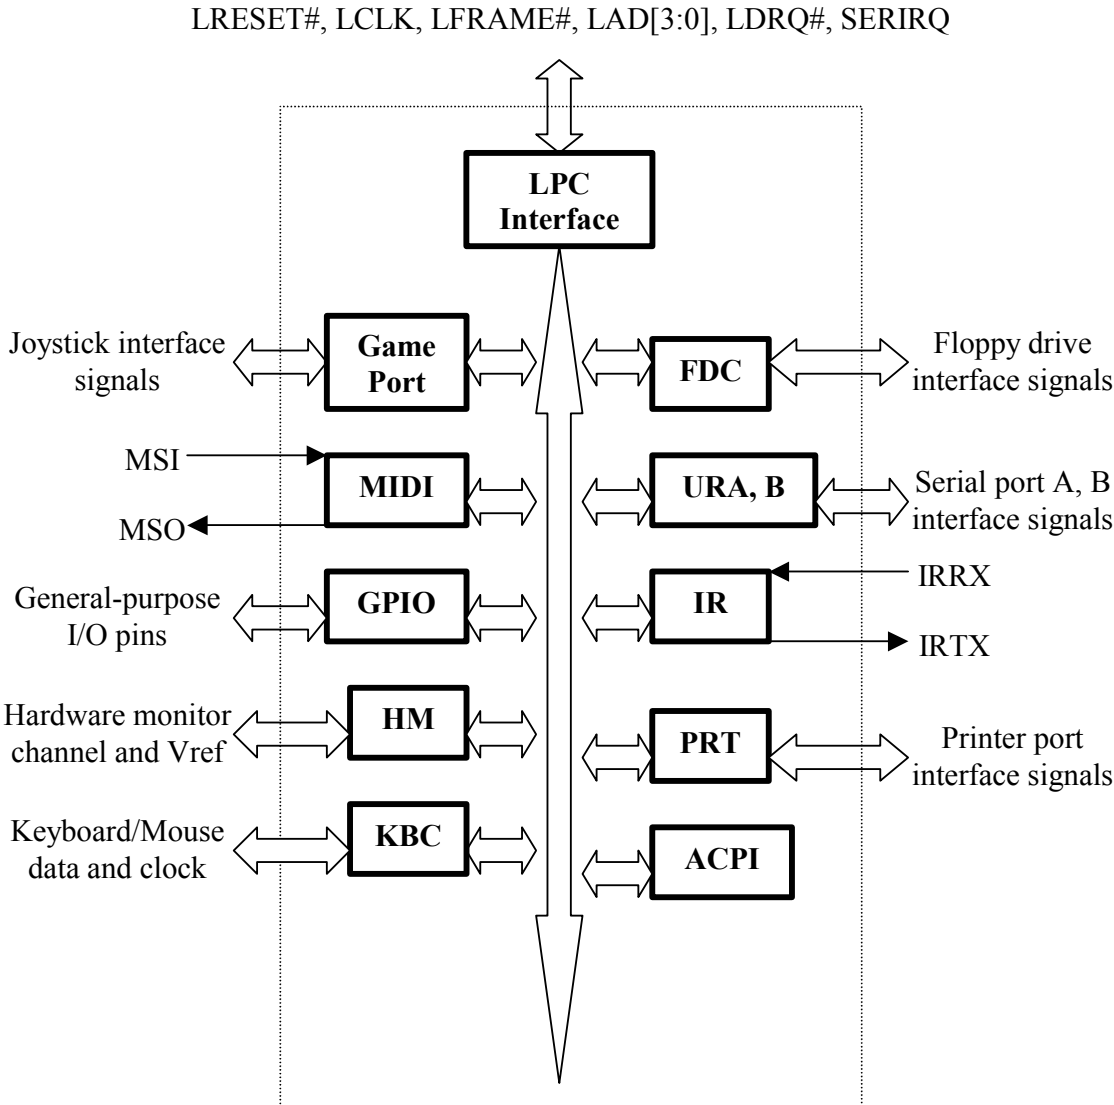 LRESET#, LCLK, LFRAME#, LAD[3:0], LDRQ#, SERIRQ
LPC
Interface
Joystick interface
signals
Game
Port
FDC
Floppy drive
interface signals
MSI
MSO
MIDI
URA, B
Serial port A, B
interface signals
General-purpose
I/O pins
GPIO
IR
IRRX
IRTX
Hardware monitor
channel and Vref
HM
PRT
Printer port
interface signals
Keyboard/Mouse
data and clock
KBC
ACPI